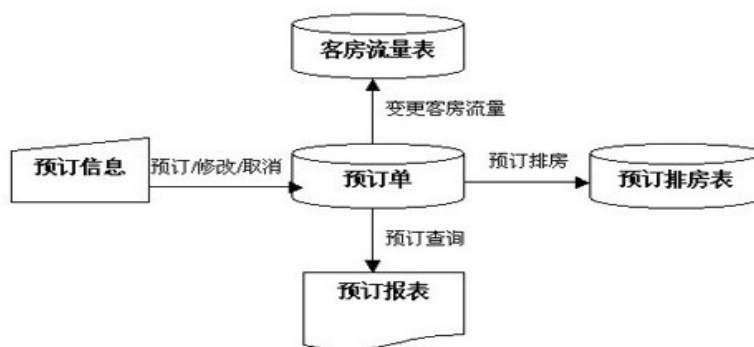 客房流量表
变更客房流量
预订信息
预订/修改/取消
预订单
预订排房
预订排房表
预订查询
预订报表